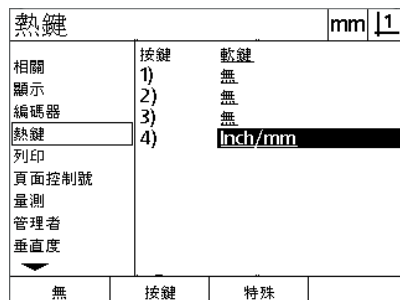 熱鍵 mm 1
相關
顯示
編碼器
熱鍵
列印
頁面控制號
量測
管理者
垂直度
按鍵 軟鍵
1) 無
2) 無
3) 無
4) Inch/mm
無 按鍵 特殊